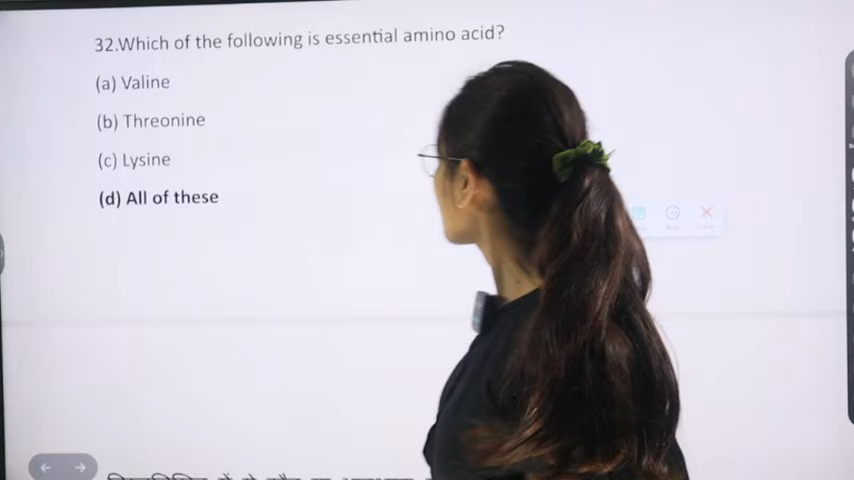 32.Which of the following is essential amino acid?
(a) Valine
(b) Threonine
(c) Lysine
(d) All of these